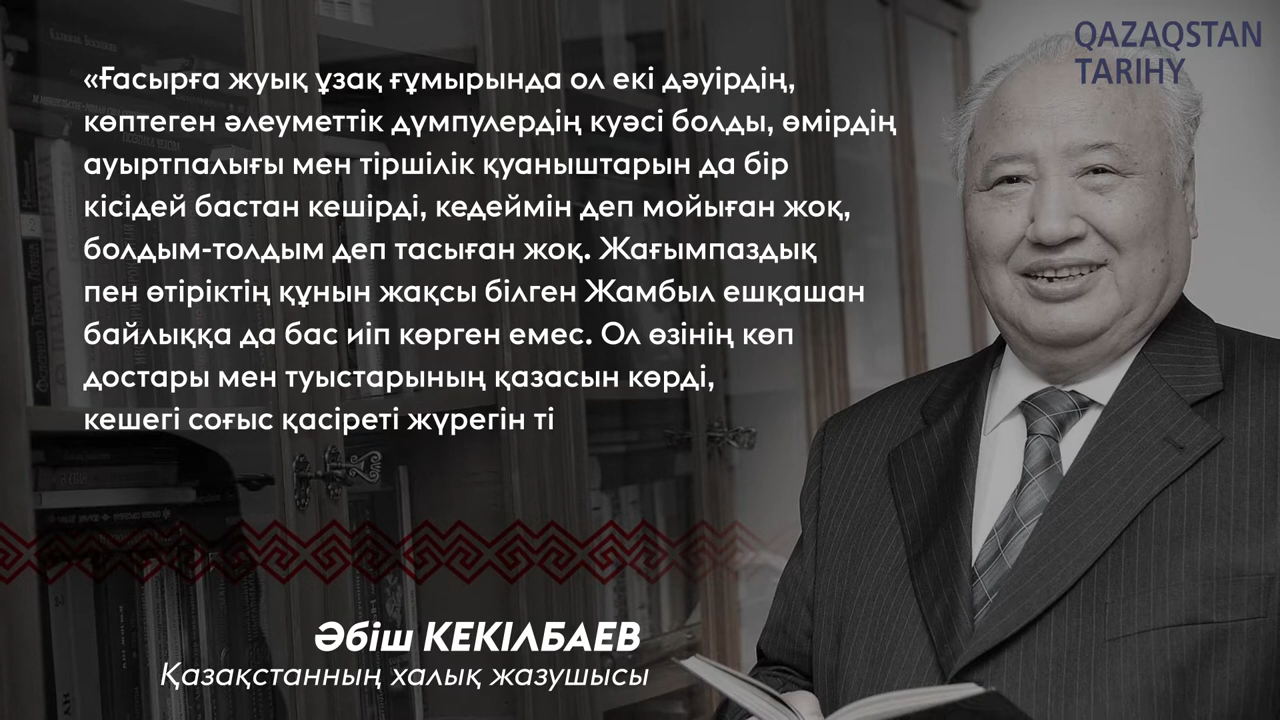 QAZAQSTAN
TARIHY
«Ғасырға жуық ұзақ ғұмырында ол екі дәуірдің,
көптеген әлеуметтік дүмпулердің куәсі болды, өмірдің
ауыртпалығы мен тіршілік қуаныштарын да бір
кісідей бастан кешірді, кедеймін деп мойыған жоқ,
болдым-толдым деп тасыған жоқ. Жағымпаздық
пен өтіріктің құнын жақсы білген Жамбыл ешқашан
байлыққа да бас иіп көрген емес. Ол өзінің көп
достары мен туыстарының қазасын көрді,
кешегі соғыс қасіреті жүрегін ті
Әбіш КЕКІЛБАЕВ
Қазақстанның халық жазушысы